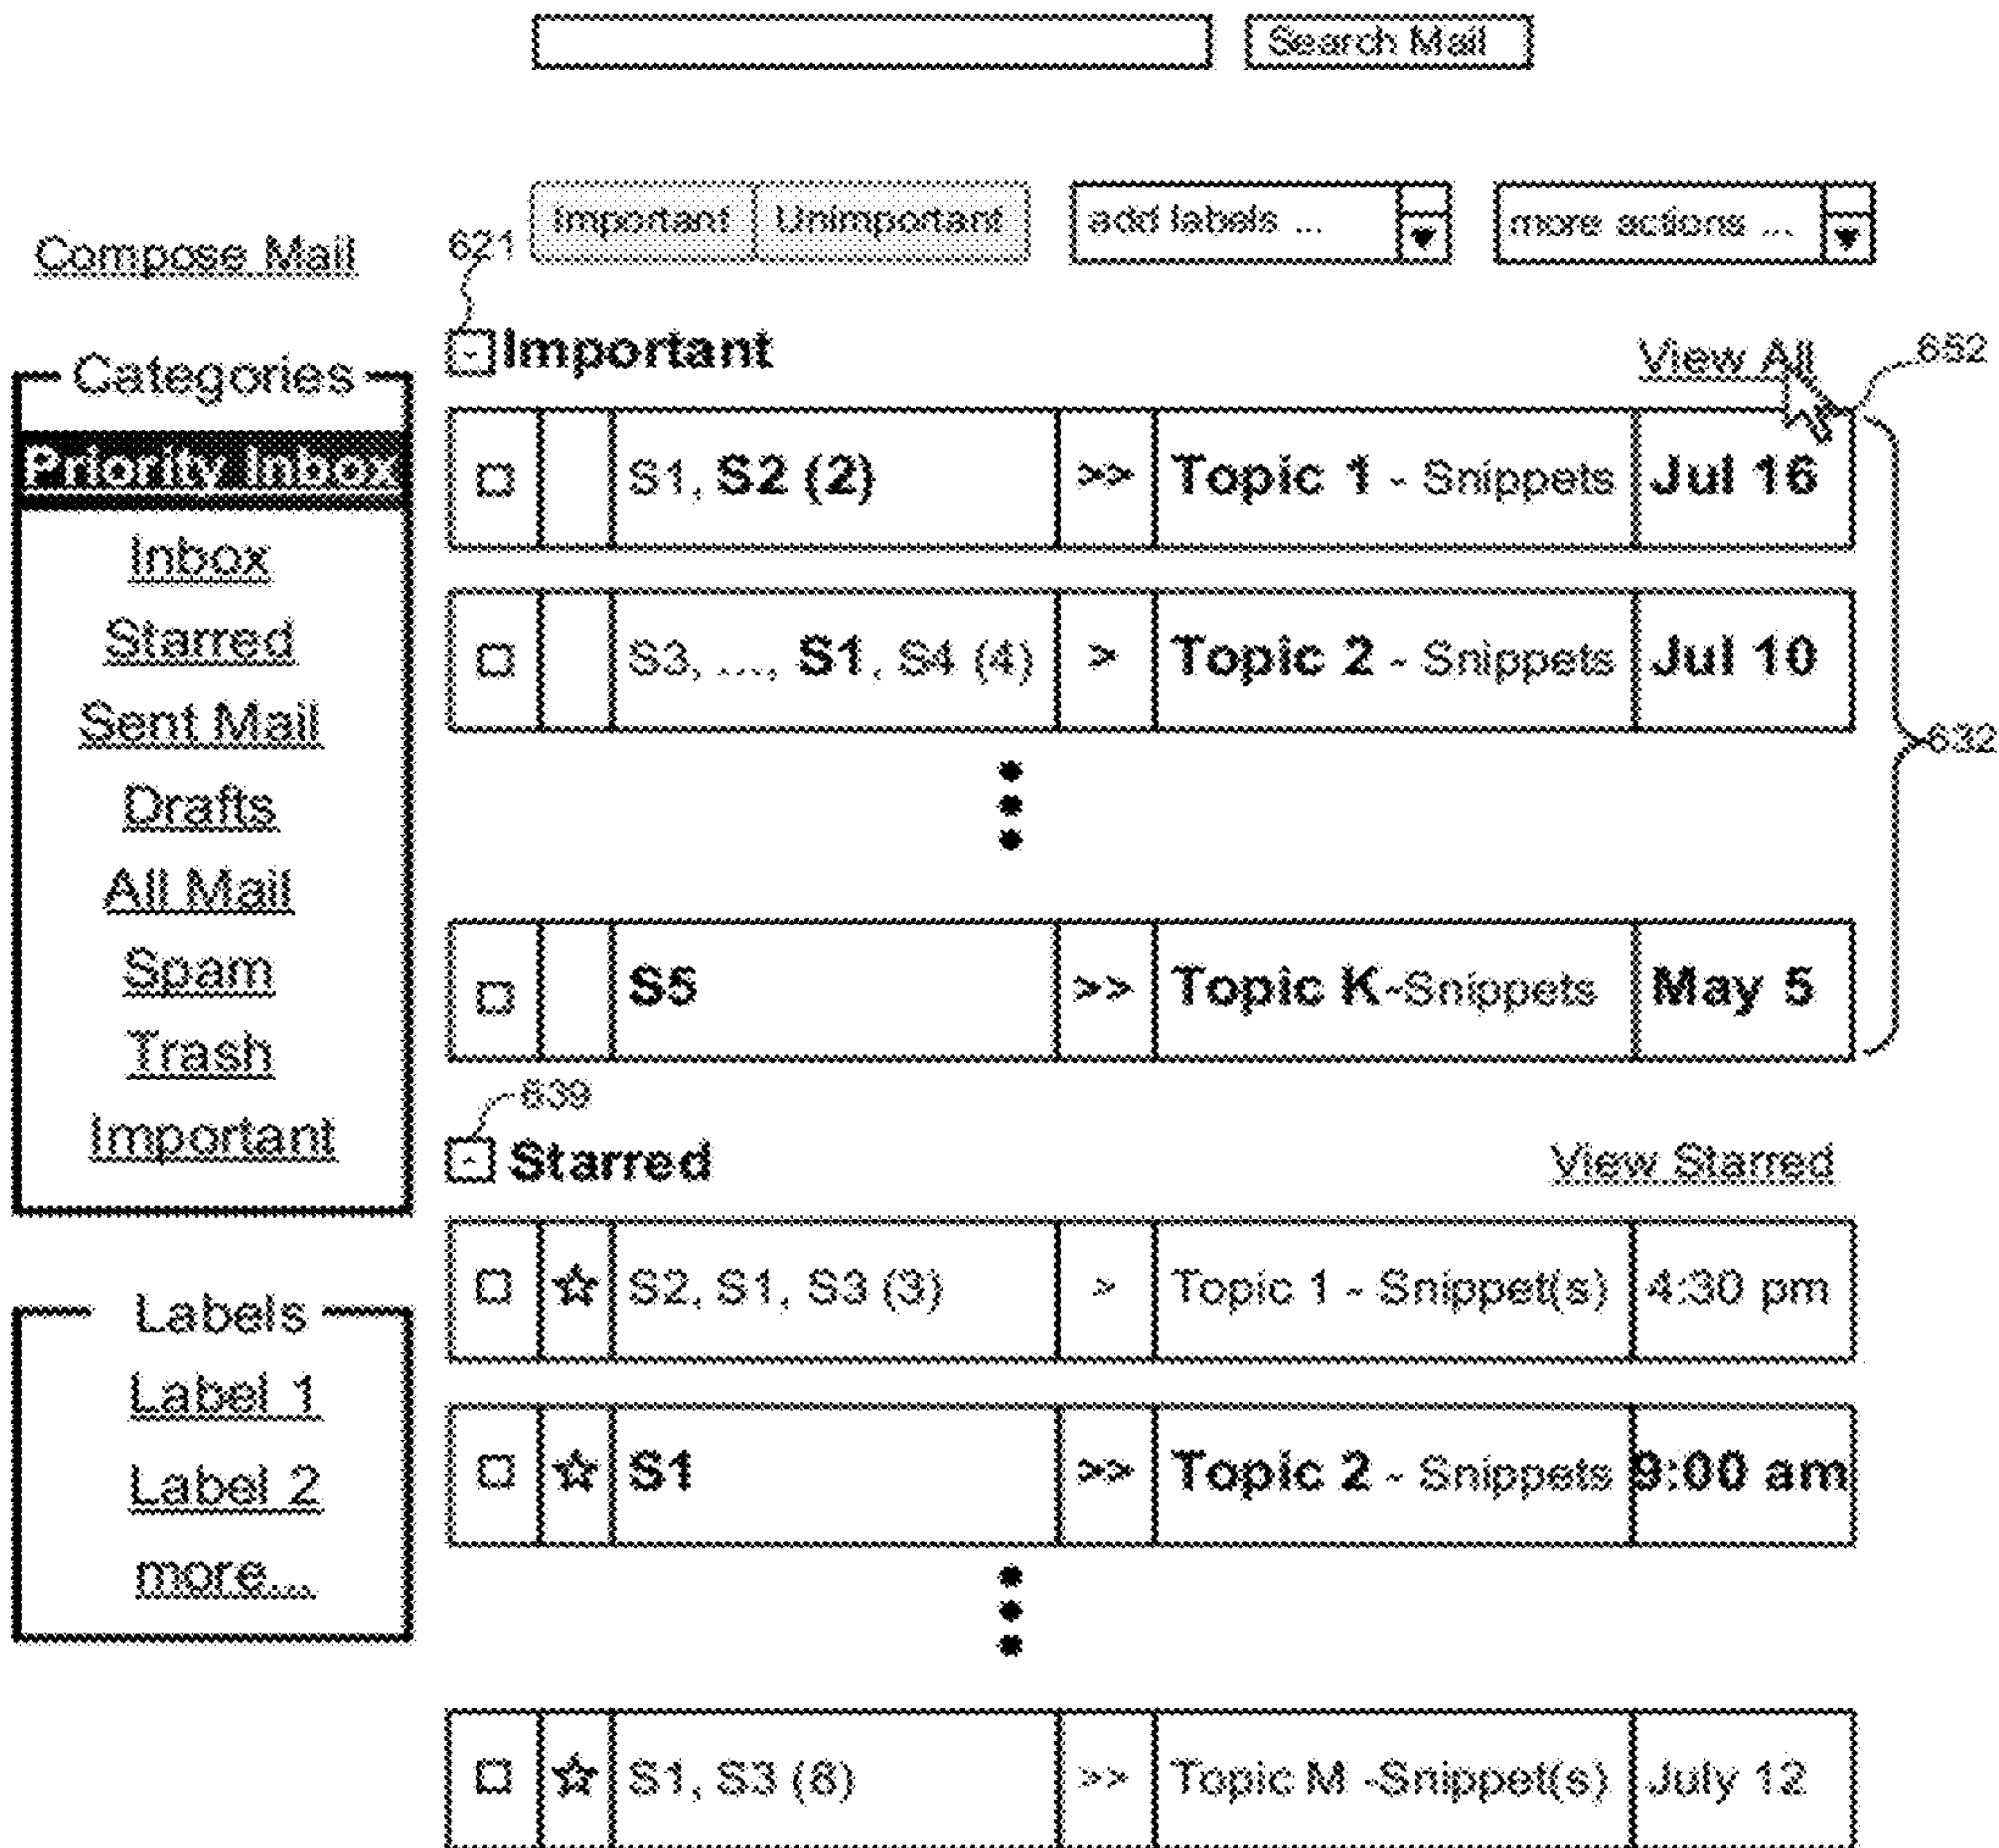 Search Mail
Important Unimportant add labels ... more actions ...
Compose Mail
621
- Important View All 652
Categories
Priority Inbox
Inbox
Starred
Sent Mail
Drafts
All Mail
Spam
Trash
Important
S1, S2 (2) >> Topic 1 - Snippets Jul 16
S3, ..., S1, S4 (4) > Topic 2 - Snippets Jul 10
632
S5 >> Topic K-Snippets May 5
639
- Starred View Starred
S2, S1, S3 (3) > Topic 1 - Snippet(s) 4:30 pm
S1 >> Topic 2 - Snippets 9:00 am
S1, S3 (6) >> Topic M -Snippet(s) July 12
Labels
Label 1
Label 2
more...